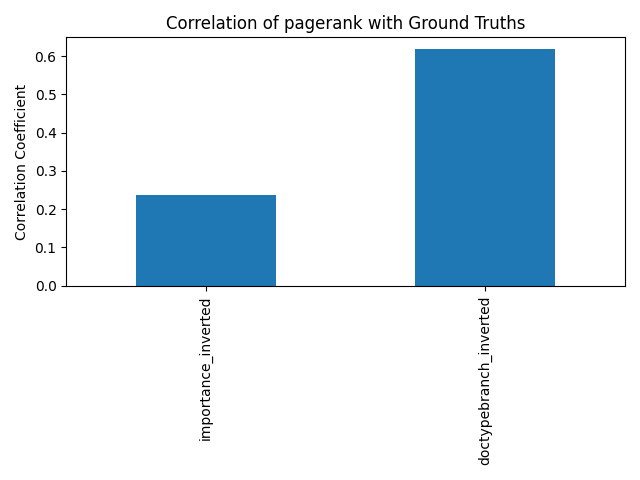 Correlation of pagerank with Ground Truths
Correlation Coefficient
0.6
0.5
0.4
0.3
0.2
0.1
0.0
importance_inverted
doctypebranch_inverted